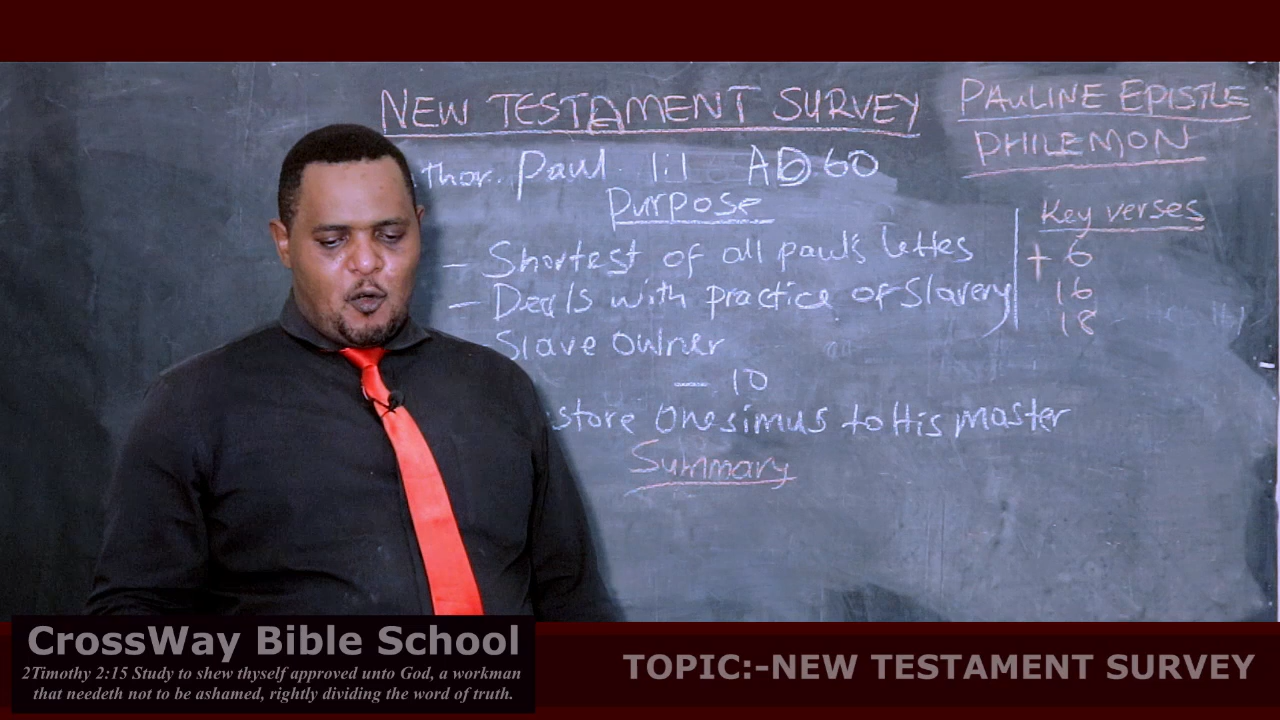 NEW TESTAMENT SURVEY
PAULINE EPISTLE
PHILEMON
thor.. Paul 1:1 AD 60
Purpose
- Shortest of all paul's lettes
- Deals with practice of Slavery
Slave owner
- 10
store Onesimus to His master
Summary
Key verses
+ 6
16
18
CrossWay Bible School
2Timothy 2:15 Study to shew thyself approved unto God, a workman
that needeth not to be ashamed, rightly dividing the word of truth.
TOPIC:-NEW TESTAMENT SURVEY